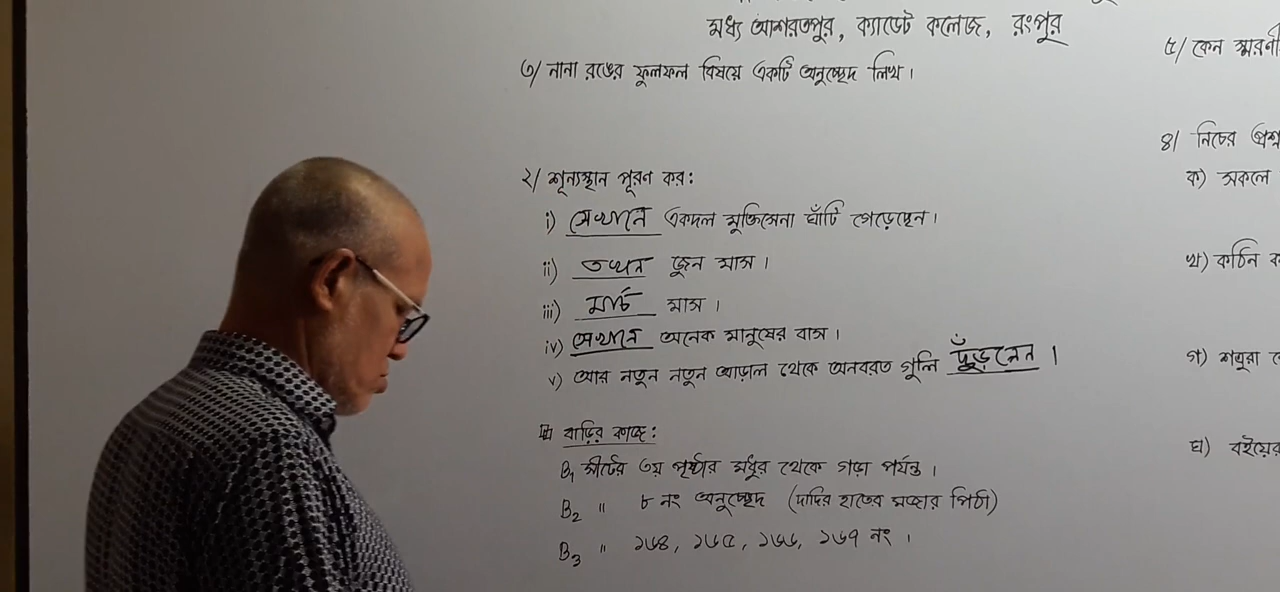 মধ্য আশরতপুর, ক্যাডেট কলেজ, রংপুর
৩/ নানা রঙের ফুলফল বিষয়ে একটি অনুচ্ছেদ লিখ।
২/ শূন্যস্থান পূরণ কর:
i) সেখানে একদল মুক্তিসেনা ঘাঁটি গেড়েছেন।
ii) তখন জুন মাস।
iii) মার্চ মাস।
iv) সেখানে অনেক মানুষের বাস।
v) আর নতুন নতুন আড়াল থেকে অনবরত গুলি ছুঁড়লেন।
বাড়ির কাজ:
B1 সীটের ৩য় পৃষ্ঠার মধুর থেকে গড়া পর্যন্ত।
B2 " ৮ নং অনুচ্ছেদ (দাদির হাতের মজার পিঠা)
B3 " ১৬৪, ১৬৫, ১৬৬, ১৬৭ নং।
৫/ কেন
৪/ নিচের
ক) সকলে
খ) কঠিন
গ) শত্রুরা
ঘ) বইয়ের